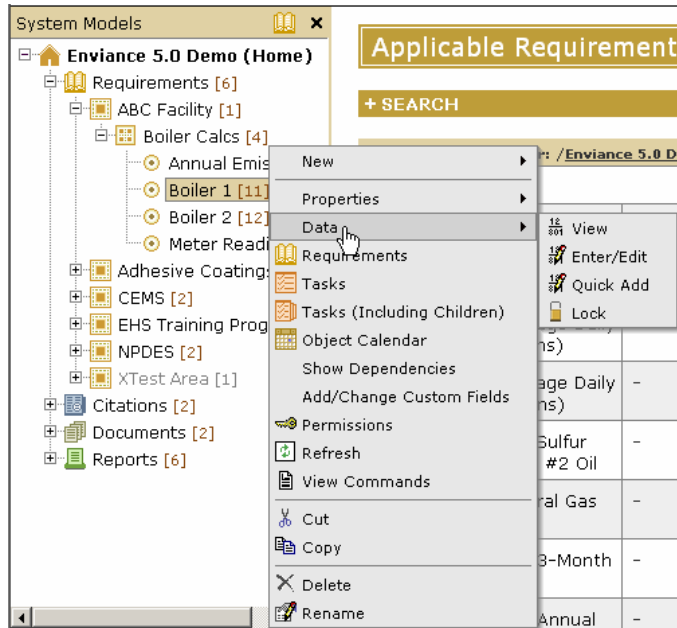 System Models
Enviance 5.0 Demo (Home)
Requirements [6]
ABC Facility [1]
Boiler Calcs [4]
Annual Emis
Boiler 1 [11]
Boiler 2 [12]
Meter Readi
Adhesive Coating
CEMS [2]
EHS Training Prog
NPDES [2]
XTest Area [1]
Citations [2]
Documents [2]
Reports [6]
New
Properties
Data
Requirements
Tasks
Tasks (Including Children)
Object Calendar
Show Dependencies
Add/Change Custom Fields
Permissions
Refresh
View Commands
Cut
Copy
Delete
Rename
View
Enter/Edit
Quick Add
Lock
Applicable Requirement
+ SEARCH
r: /Enviance 5.0 D
ns)
age Daily -
ns)
Sulfur -
#2 Oil
ral Gas -
3-Month -
Annual -